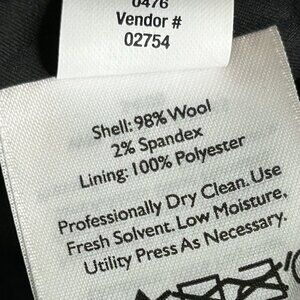 0476
Vendor #
02754
Shell: 98% Wool
2% Spandex
Lining: 100% Polyester
Professionally Dry Clean. Use
Fresh Solvent. Low Moisture,
Utility Press As Necessary.